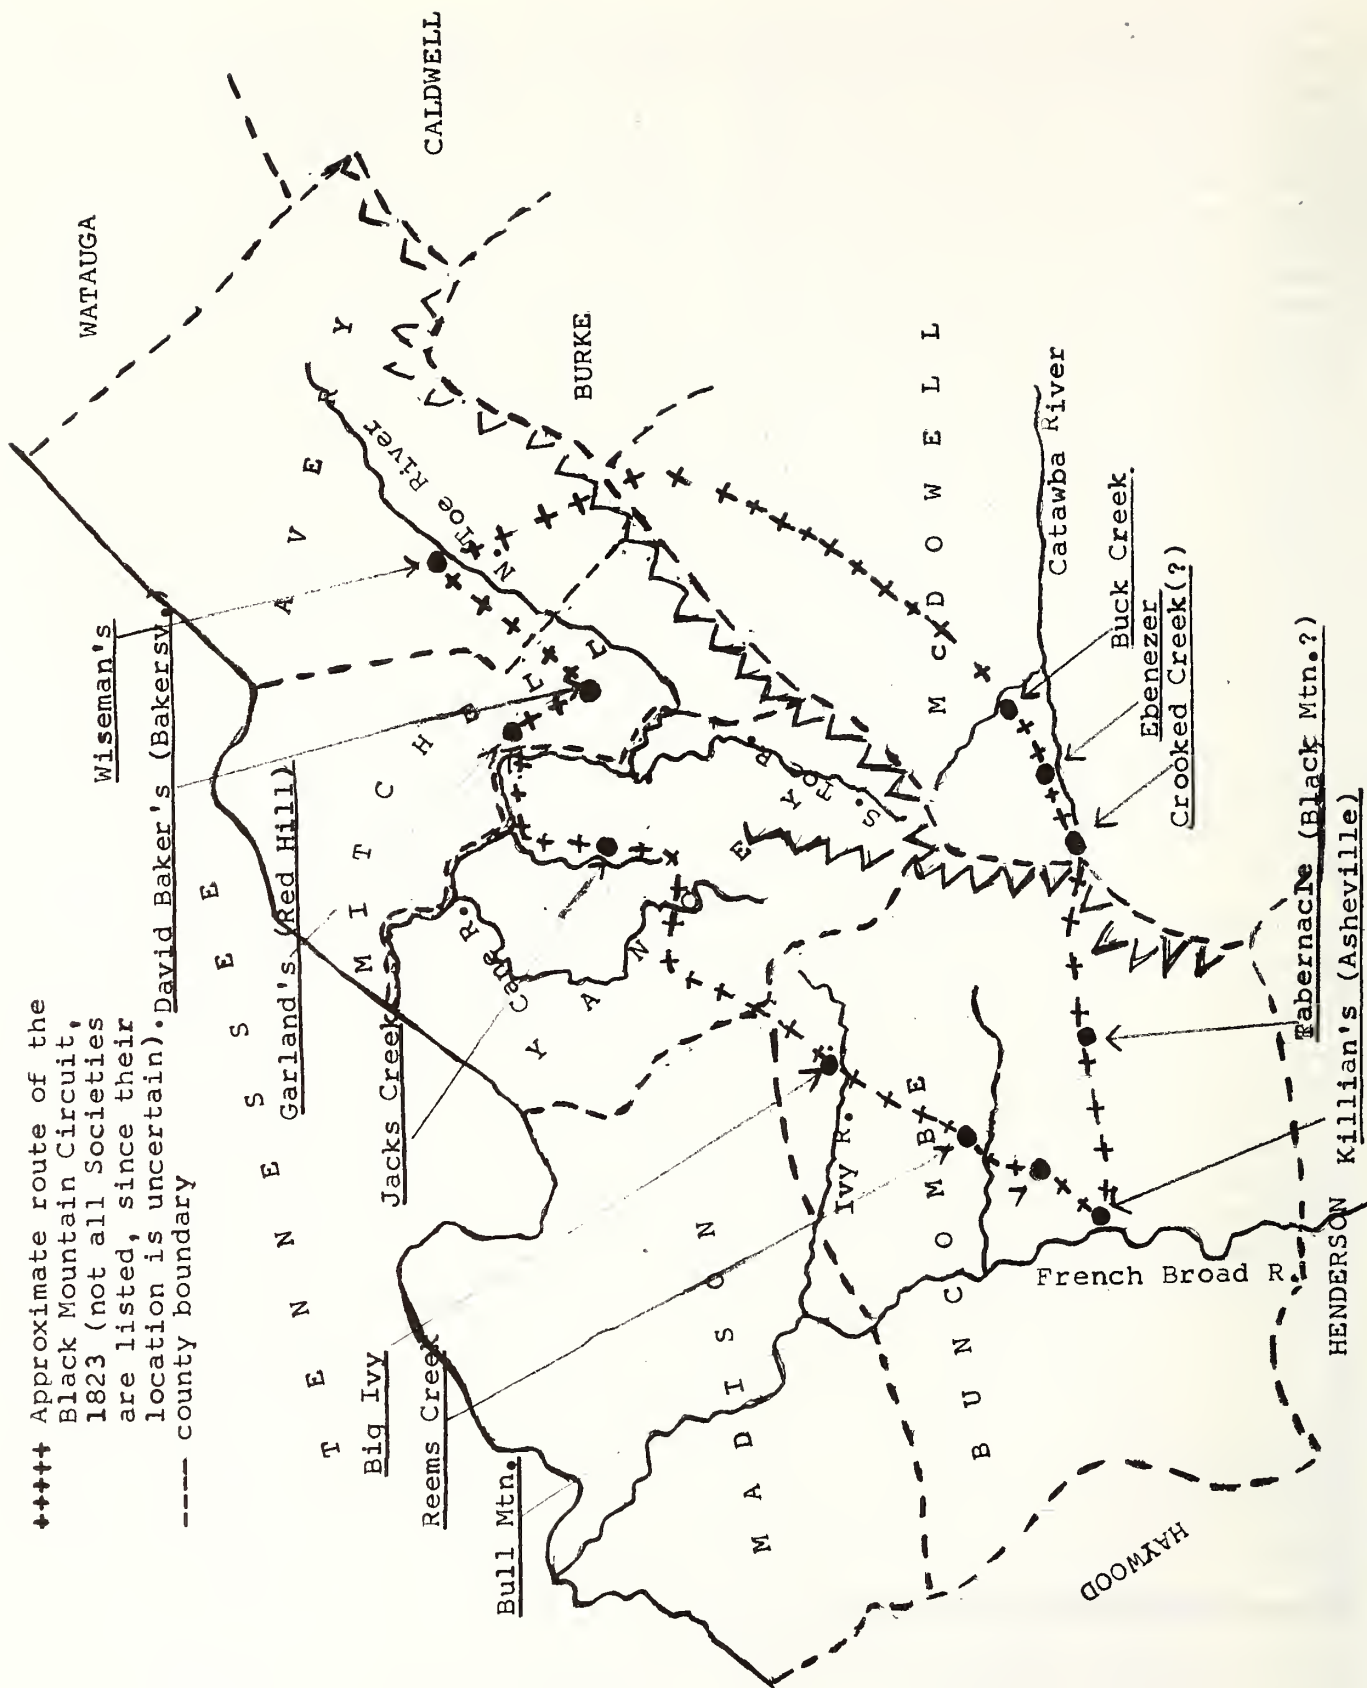 +++++ Approximate route of the
Black Mountain Circuit,
1823 (not all Societies
are listed, since their
location is uncertain).
---- county boundary
TENNESSEE
WATAUGA
CALDWELL
AVERY
BURKE
MITCHELL
YANCEY
McDOWELL
MADISON
BUNCOMBE
HAYWOOD
HENDERSON
Wiseman's
David Baker's (Bakersv.)
Garland's (Red Hill)
Jacks Creek
Big Ivy
Reems Creek
Bull Mtn.
N. Toe River
S. Toe R.
Cane R.
Ivy R.
French Broad R.
Catawba River
Buck Creek
Ebenezer
Crooked Creek(?)
Tabernacle (Black Mtn.?)
Killian's (Asheville)